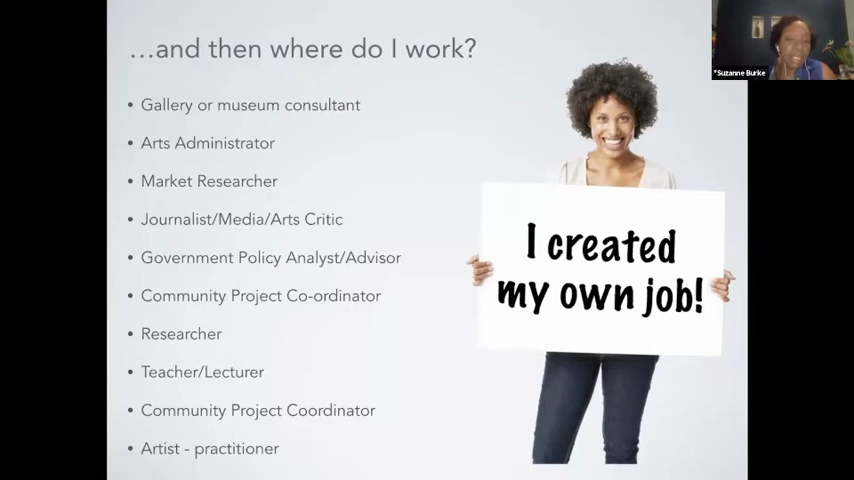 …and then where do I work?
*Suzanne Burke
• Gallery or museum consultant
• Arts Administrator
• Market Researcher
• Journalist/Media/Arts Critic
• Government Policy Analyst/Advisor
• Community Project Co-ordinator
• Researcher
• Teacher/Lecturer
• Community Project Coordinator
• Artist - practitioner
I created
my own job!